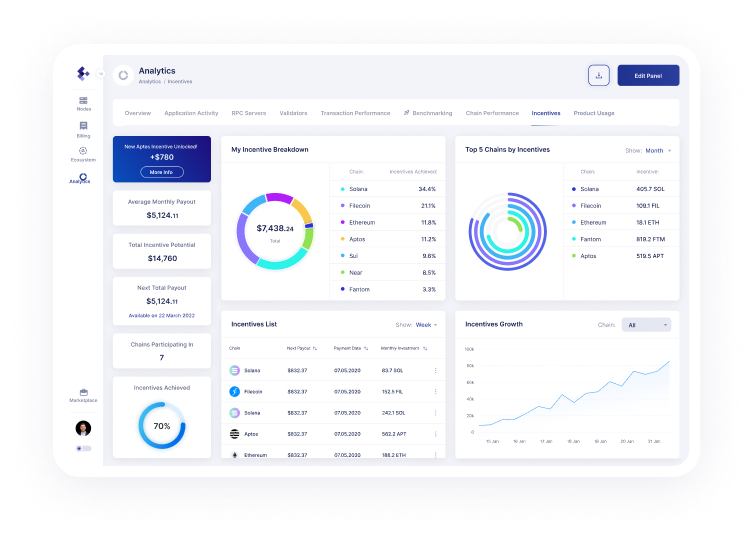 Analytics
Analytics / Incentives
Edit Panel
Nodes
Billing
Ecosystem
Analytics
Marketplace
Overview
Application Activity
RPC Servers
Validators
Transaction Performance
Benchmarking
Chain Performance
Incentives
Product Usage
New Aptos Incentive Unlocked!
+$780
More Info
Average Monthly Payout
$5,124.11
Total Incentive Potential
$14,760
Next Total Payout
$5,124.11
Available on 22 March 2022
Chains Participating in
7
Incentives Achieved
70%
My Incentive Breakdown
$7,438.24
Total
Chain: Incentives Achieved:
Solana 34.4%
Filecoin 21.1%
Ethereum 11.8%
Aptos 11.2%
Sui 9.6%
Near 8.5%
Fantom 3.3%
Top 5 Chains by Incentives
Show: Month
Chain: Incentive:
Solana 405.7 SOL
Filecoin 109.1 FIL
Ethereum 18.1 ETH
Fantom 819.2 FTM
Aptos 519.5 APT
Incentives List
Show: Week
Chain Next Payout Payment Date Monthly Investment
Solana $832.37 07.05.2020 83.7 SOL
Filecoin $832.37 07.05.2020 152.5 FIL
Solana $832.37 07.05.2020 242.1 SOL
Aptos $832.37 07.05.2020 562.2 APT
Ethereum $832.37 07.05.2020 188.2 ETH
Incentives Growth
Chain: All
100k
80k
60k
40k
20k
0
15 Jan 16 Jan 17 Jan 18 Jan 19 Jan 20 Jan 21 Jan